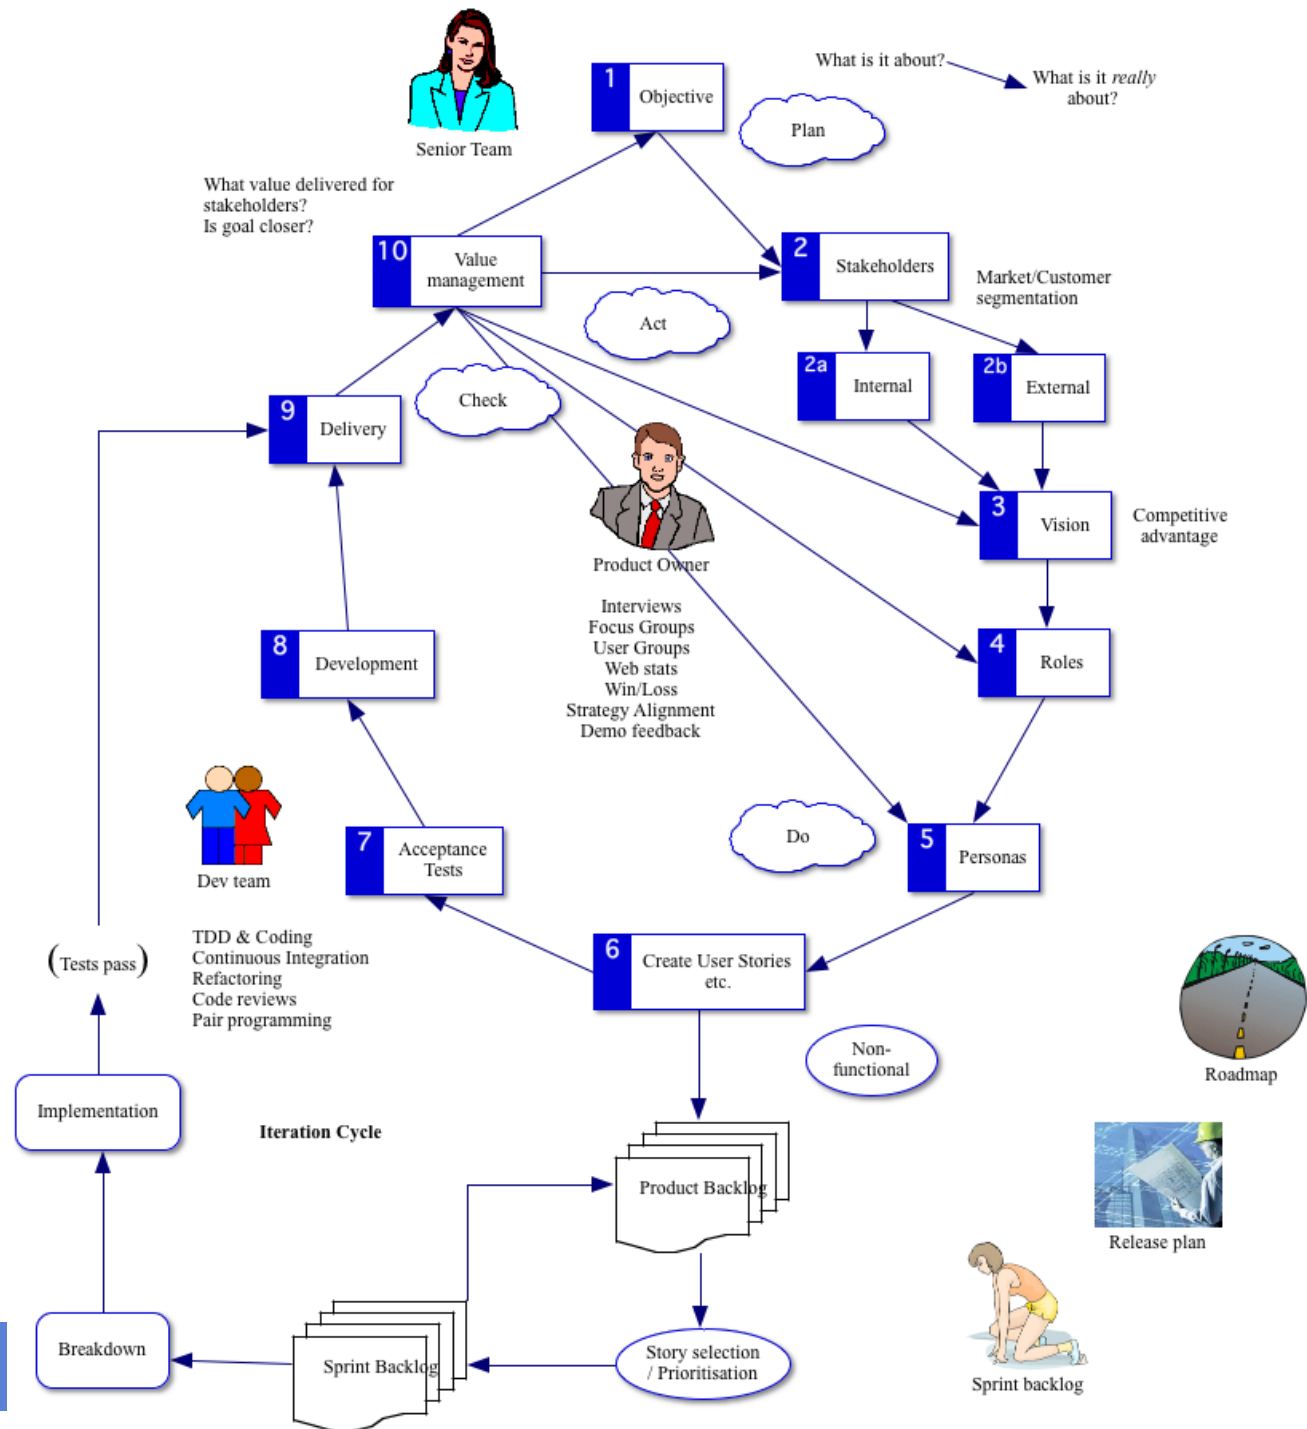 What is it about?
What is it really
about?
1
Objective
Plan
Senior Team
What value delivered for
stakeholders?
Is goal closer?
10
Value
management
2
Stakeholders
Market/Customer
segmentation
Act
2a
Internal
2b
External
Check
9
Delivery
3
Vision
Competitive
advantage
Product Owner
Interviews
Focus Groups
User Groups
Web stats
Win/Loss
Strategy Alignment
Demo feedback
4
Roles
8
Development
Do
5
Personas
7
Acceptance
Tests
Dev team
TDD & Coding
Continuous Integration
Refactoring
Code reviews
Pair programming
(Tests pass)
6
Create User Stories
etc.
Non-
functional
Roadmap
Implementation
Iteration Cycle
Product Backlog
Release plan
Breakdown
Sprint Backlog
Story selection
/ Prioritisation
Sprint backlog